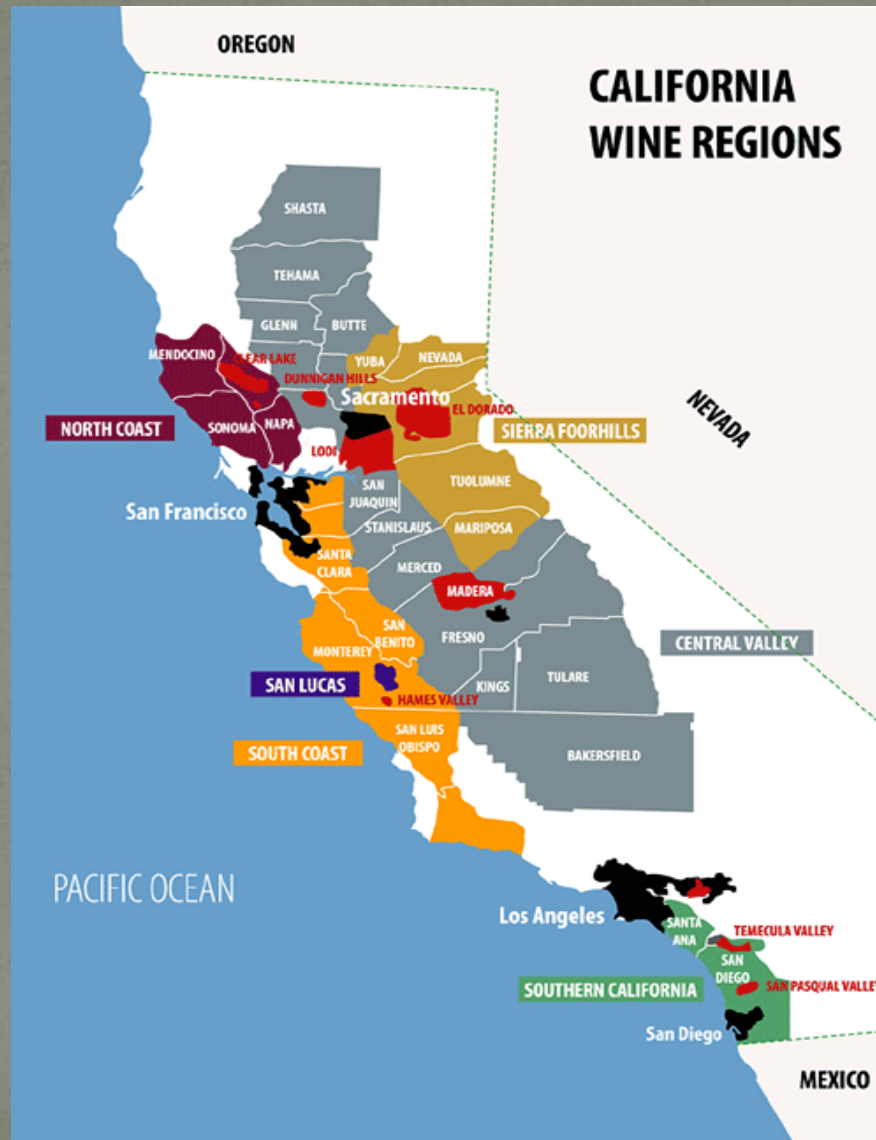 OREGON
CALIFORNIA
WINE REGIONS
SHASTA
TEHAMA
GLENN
BUTTE
MENDOCINO
CLEAR LAKE
YUBA
NEVADA
DUNNIGAN HILLS
Sacramento
EL DORADO
NEVADA
NORTH COAST
SONOMA
NAPA
SIERRA FOORHILLS
LODI
San Francisco
SAN
JUAQUIN
TUOLUMNE
STANISLAUS
MARIPOSA
SANTA
CLARA
MERCED
MADERA
SAN
BENITO
FRESNO
CENTRAL VALLEY
MONTEREY
SAN LUCAS
KINGS
TULARE
HAMES VALLEY
SOUTH COAST
SAN LUIS
OBISPO
BAKERSFIELD
PACIFIC OCEAN
Los Angeles
SANTA
ANA
TEMECULA VALLEY
SAN
DIEGO
SOUTHERN CALIFORNIA
SAN PASQUAL VALLEY
San Diego
MEXICO